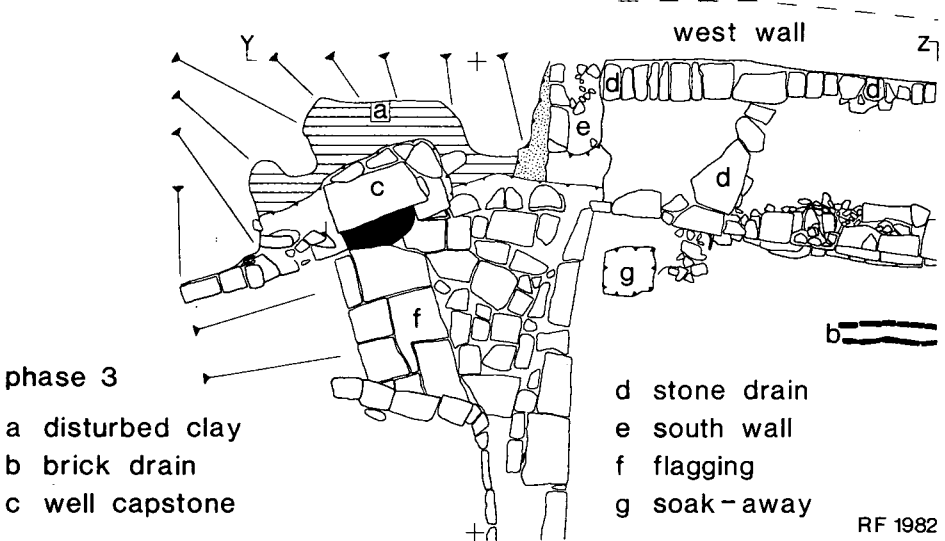 west wall
Y
Z
a
d
d
e
c
d
g
f
b
phase 3
a disturbed clay
b brick drain
c well capstone
d stone drain
e south wall
f flagging
g soak-away
RF 1982